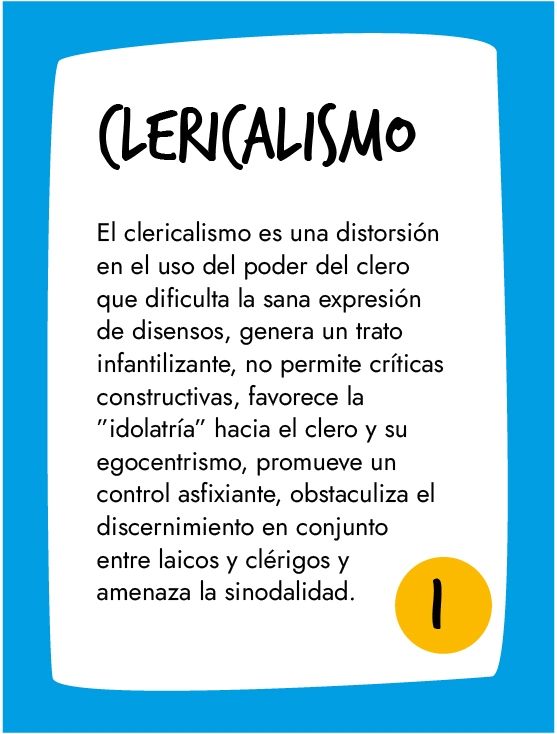 CLERICALISMO
El clericalismo es una distorsión
en el uso del poder del clero
que dificulta la sana expresión
de disensos, genera un trato
infantilizante, no permite críticas
constructivas, favorece la
”idolatría” hacia el clero y su
egocentrismo, promueve un
control asfixiante, obstaculiza el
discernimiento en conjunto
entre laicos y clérigos y
amenaza la sinodalidad.
1